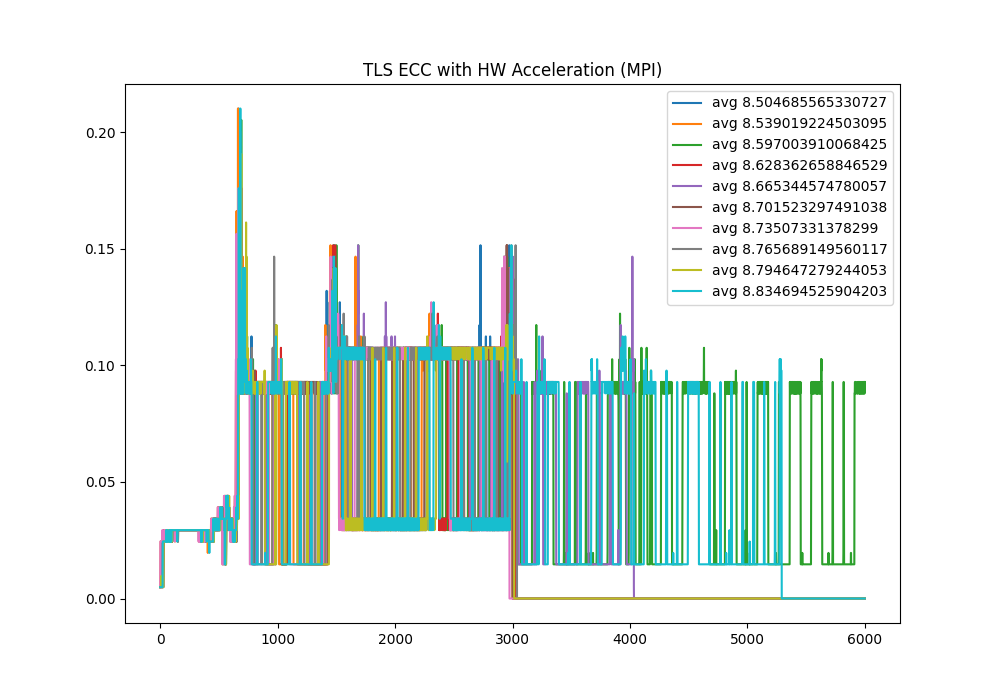 TLS ECC with HW Acceleration (MPI)
avg 8.504685565330727
avg 8.539019224503095
avg 8.597003910068425
avg 8.628362658846529
avg 8.665344574780057
avg 8.701523297491038
avg 8.73507331378299
avg 8.765689149560117
avg 8.794647279244053
avg 8.834694525904203
0.20
0.15
0.10
0.05
0.00
0 1000 2000 3000 4000 5000 6000